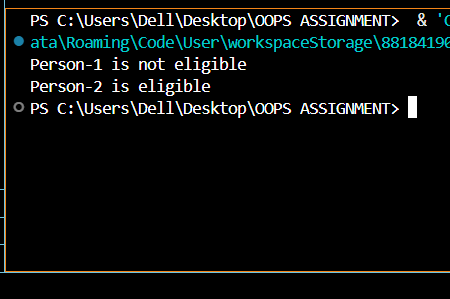 PS C:\Users\Dell\Desktop\OOPS ASSIGNMENT>  & 'C
ata\Roaming\Code\User\workspaceStorage\88184190
Person-1 is not eligible
Person-2 is eligible
PS C:\Users\Dell\Desktop\OOPS ASSIGNMENT>